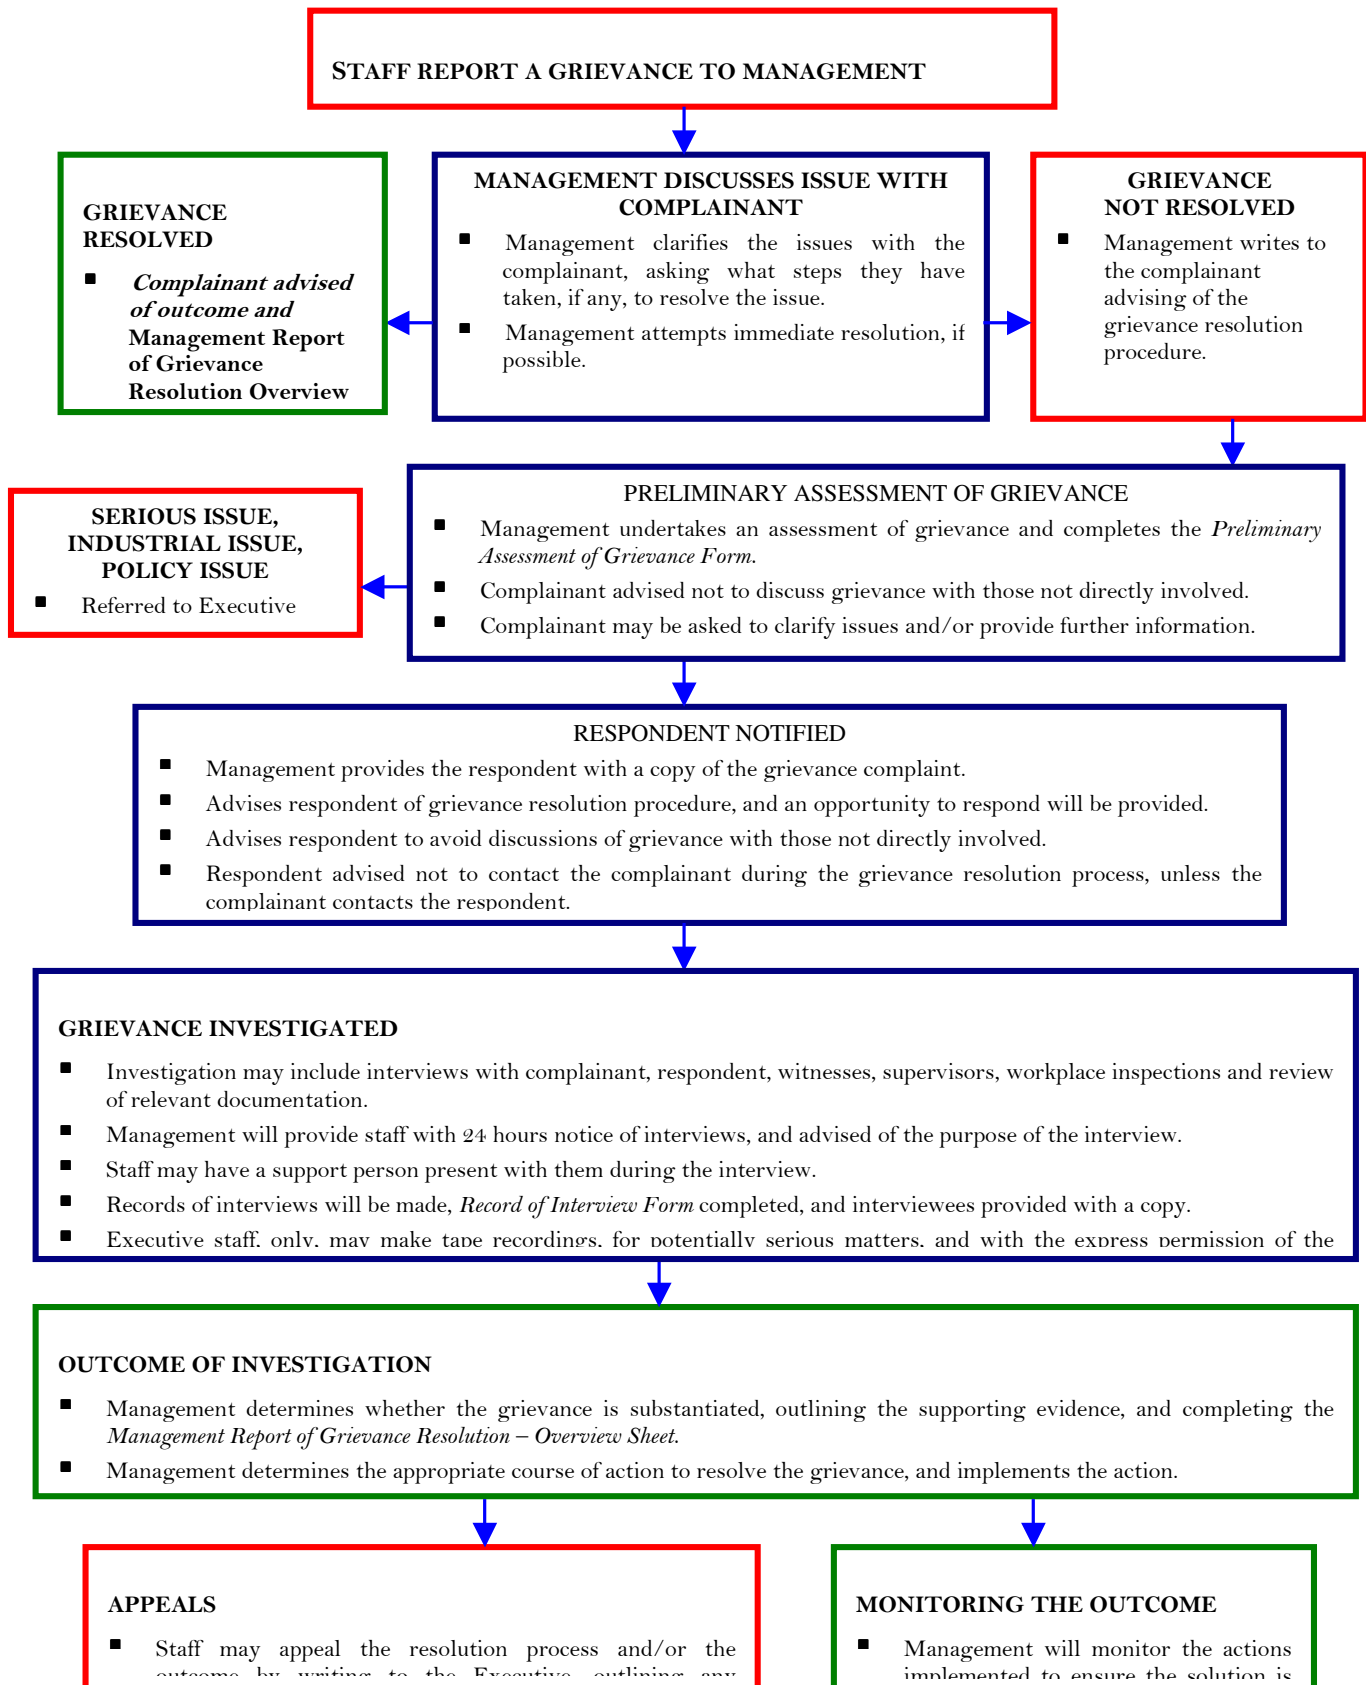 STAFF REPORT A GRIEVANCE TO MANAGEMENT
GRIEVANCE
RESOLVED
▪ Complainant advised
of outcome and
Management Report
of Grievance
Resolution Overview
MANAGEMENT DISCUSSES ISSUE WITH
COMPLAINANT
▪ Management clarifies the issues with the
complainant, asking what steps they have
taken, if any, to resolve the issue.
▪ Management attempts immediate resolution, if
possible.
GRIEVANCE
NOT RESOLVED
▪ Management writes to
the complainant
advising of the
grievance resolution
procedure.
SERIOUS ISSUE,
INDUSTRIAL ISSUE,
POLICY ISSUE
▪ Referred to Executive
PRELIMINARY ASSESSMENT OF GRIEVANCE
▪ Management undertakes an assessment of grievance and completes the Preliminary
Assessment of Grievance Form.
▪ Complainant advised not to discuss grievance with those not directly involved.
▪ Complainant may be asked to clarify issues and/or provide further information.
RESPONDENT NOTIFIED
▪ Management provides the respondent with a copy of the grievance complaint.
▪ Advises respondent of grievance resolution procedure, and an opportunity to respond will be provided.
▪ Advises respondent to avoid discussions of grievance with those not directly involved.
▪ Respondent advised not to contact the complainant during the grievance resolution process, unless the
complainant contacts the respondent.
GRIEVANCE INVESTIGATED
▪ Investigation may include interviews with complainant, respondent, witnesses, supervisors, workplace inspections and review
of relevant documentation.
▪ Management will provide staff with 24 hours notice of interviews, and advised of the purpose of the interview.
▪ Staff may have a support person present with them during the interview.
▪ Records of interviews will be made, Record of Interview Form completed, and interviewees provided with a copy.
▪ Executive staff, only, may make tape recordings, for potentially serious matters, and with the express permission of the
OUTCOME OF INVESTIGATION
▪ Management determines whether the grievance is substantiated, outlining the supporting evidence, and completing the
Management Report of Grievance Resolution – Overview Sheet.
▪ Management determines the appropriate course of action to resolve the grievance, and implements the action.
APPEALS
▪ Staff may appeal the resolution process and/or the
outcome by writing to the Executive, outlining any
MONITORING THE OUTCOME
▪ Management will monitor the actions
implemented to ensure the solution is